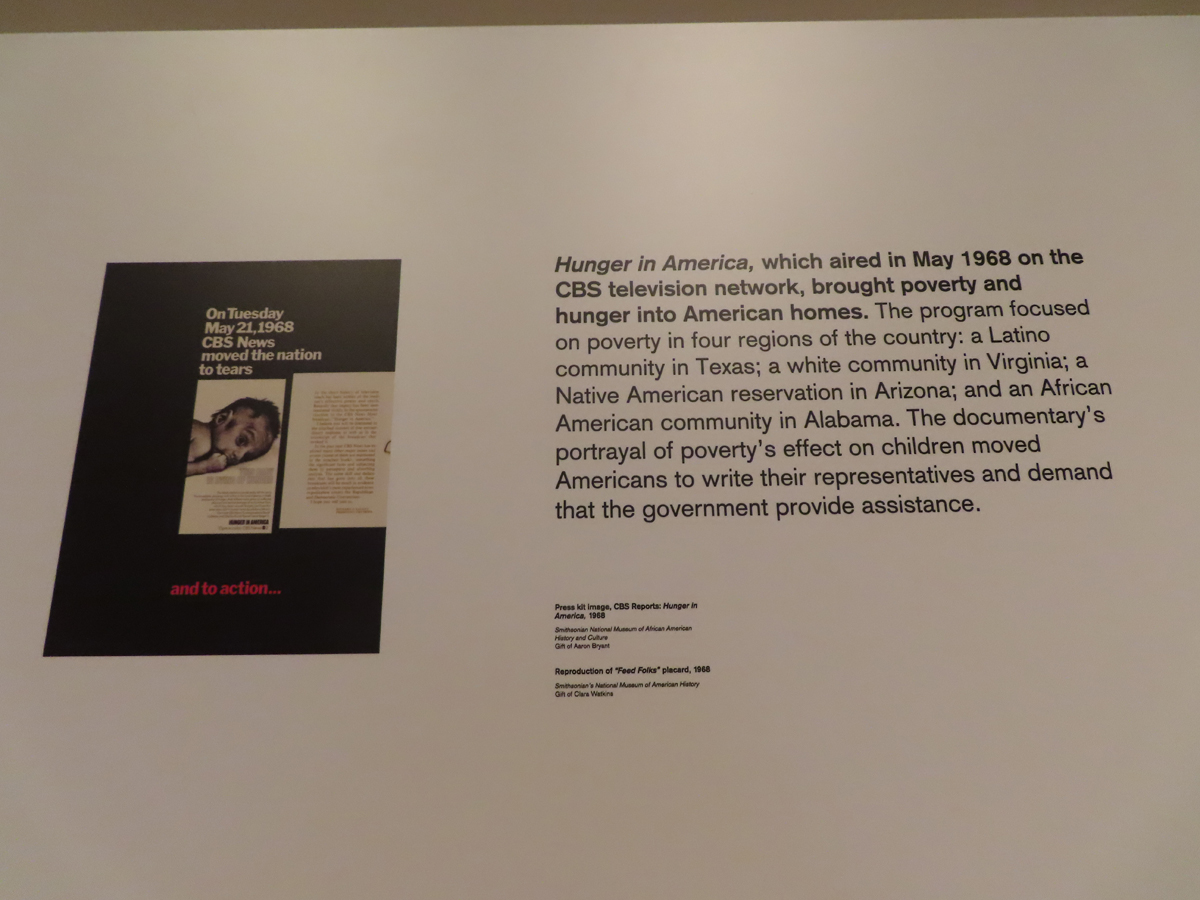 On Tuesday
May 21,1968
CBS News
moved the nation
to tears
HUNGER IN AMERICA
and to action...
Hunger in America, which aired in May 1968 on the
CBS television network, brought poverty and
hunger into American homes. The program focused
on poverty in four regions of the country: a Latino
community in Texas; a white community in Virginia; a
Native American reservation in Arizona; and an African
American community in Alabama. The documentary's
portrayal of poverty's effect on children moved
Americans to write their representatives and demand
that the government provide assistance.
Press kit image, CBS Reports: Hunger in
America, 1968
Smithsonian National Museum of African American
History and Culture
Gift of Aaron Bryant
Reproduction of "Feed Folks" placard, 1968
Smithsonian's National Museum of American History
Gift of Clara Watkins